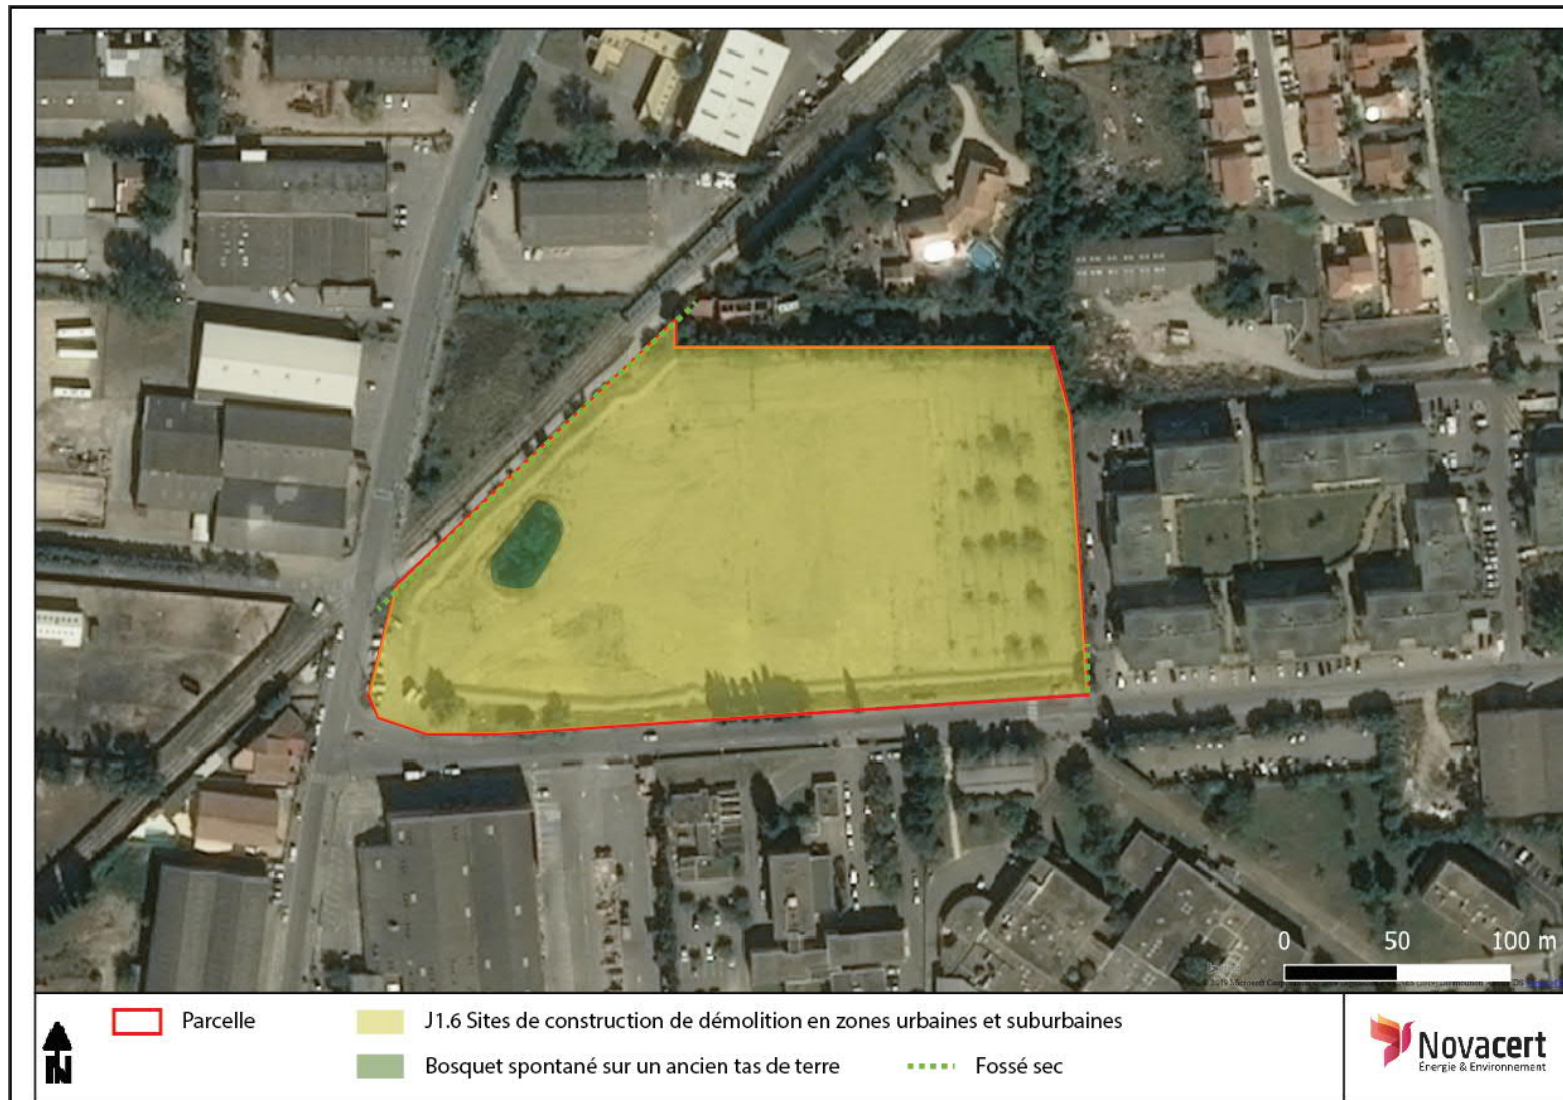 0 50 100 m
Parcelle
J1.6 Sites de construction de démolition en zones urbaines et suburbaines
Bosquet spontané sur un ancien tas de terre
Fossé sec
N
Novacert
Énergie & Environnement